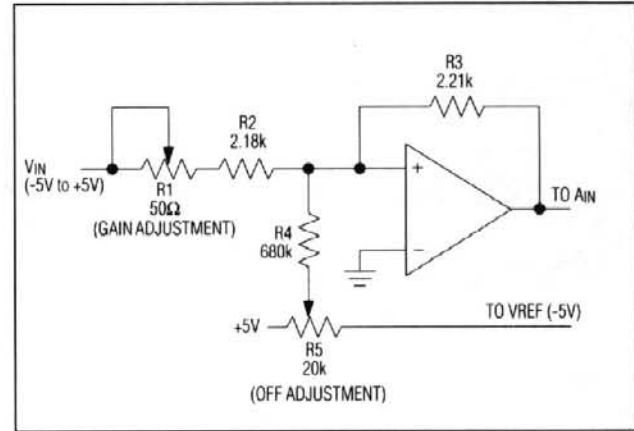 R3
2.21k
R2
2.18k
VIN
(-5V to +5V)
R1
50Ω
(GAIN ADJUSTMENT)
+
−
TO AIN
R4
680k
+5V
TO VREF (-5V)
R5
20k
(OFF ADJUSTMENT)